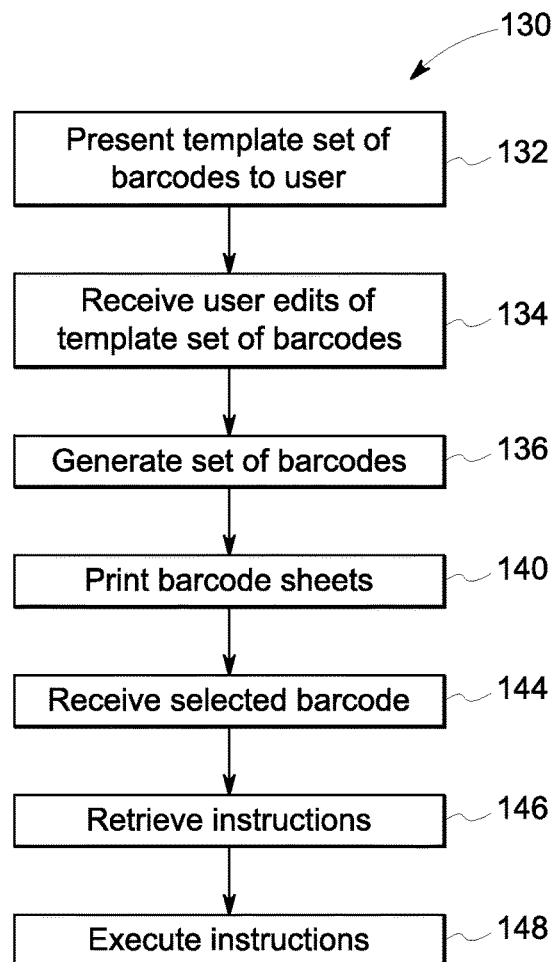 130
Present template set of
barcodes to user
132
Receive user edits of
template set of barcodes
134
Generate set of barcodes
136
Print barcode sheets
140
Receive selected barcode
144
Retrieve instructions
146
Execute instructions
148